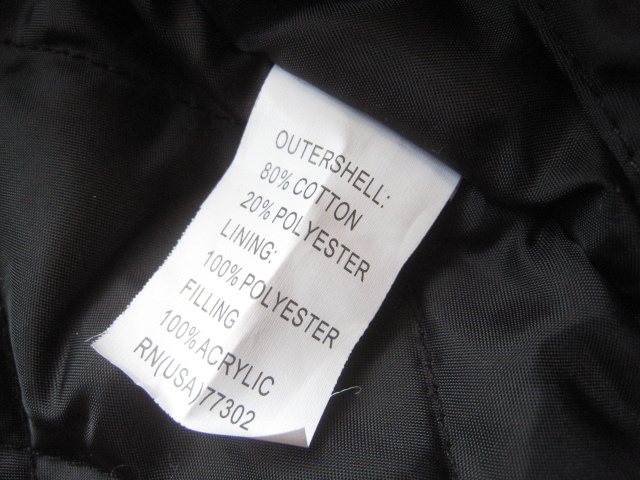 OUTERSHELL:
80% COTTON
20% POLYESTER
LINING:
100% POLYESTER
FILLING
100% ACRYLIC
RN(USA)77302